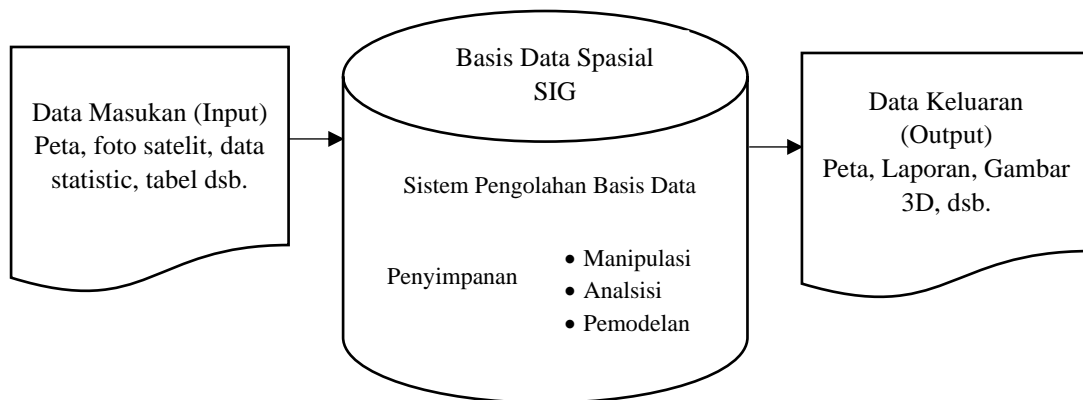 Data Masukan (Input)
Peta, foto satelit, data
statistic, tabel dsb.
Basis Data Spasial
SIG
Sistem Pengolahan Basis Data
Penyimpanan
• Manipulasi
• Analsisi
• Pemodelan
Data Keluaran
(Output)
Peta, Laporan, Gambar
3D, dsb.